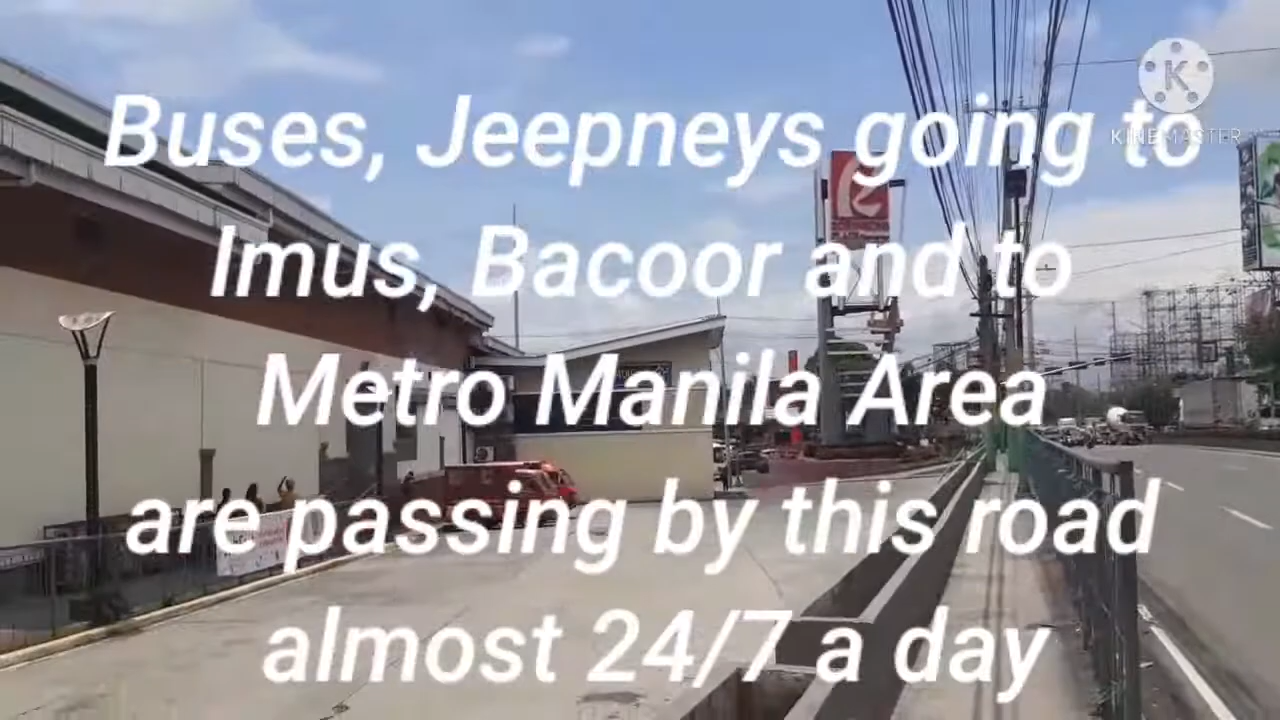 Buses, Jeepneys going to
Imus, Bacoor and to
Metro Manila Area
are passing by this road
almost 24/7 a day
KINEMASTER